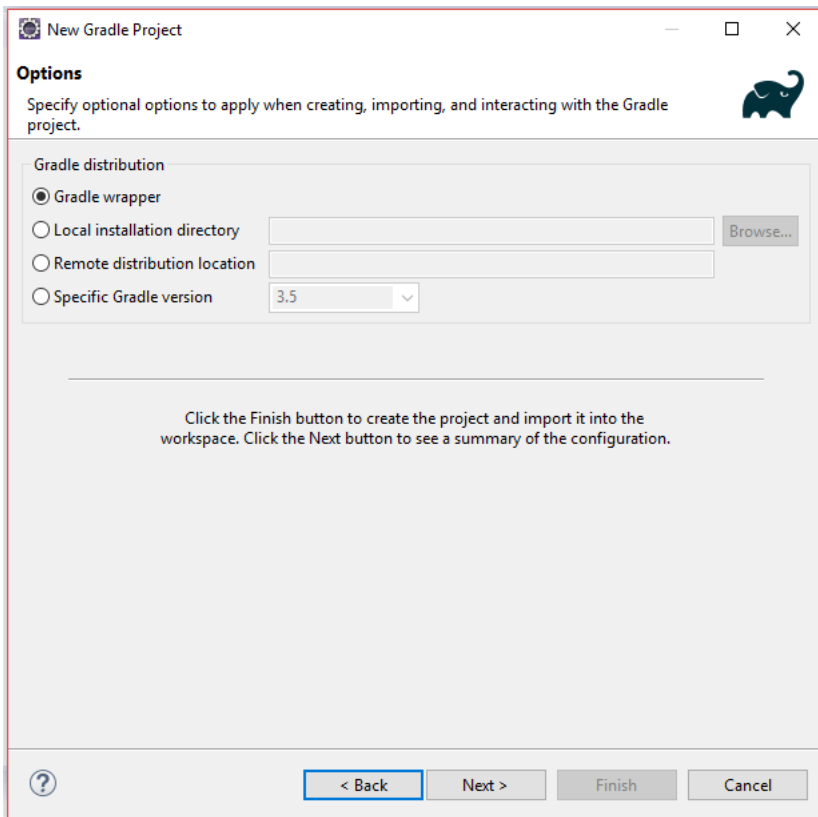 New Gradle Project
Options
Specify optional options to apply when creating, importing, and interacting with the Gradle
project.
Gradle distribution
Gradle wrapper
Local installation directory
Browse...
Remote distribution location
Specific Gradle version
3.5
Click the Finish button to create the project and import it into the
workspace. Click the Next button to see a summary of the configuration.
?
< Back
Next >
Finish
Cancel